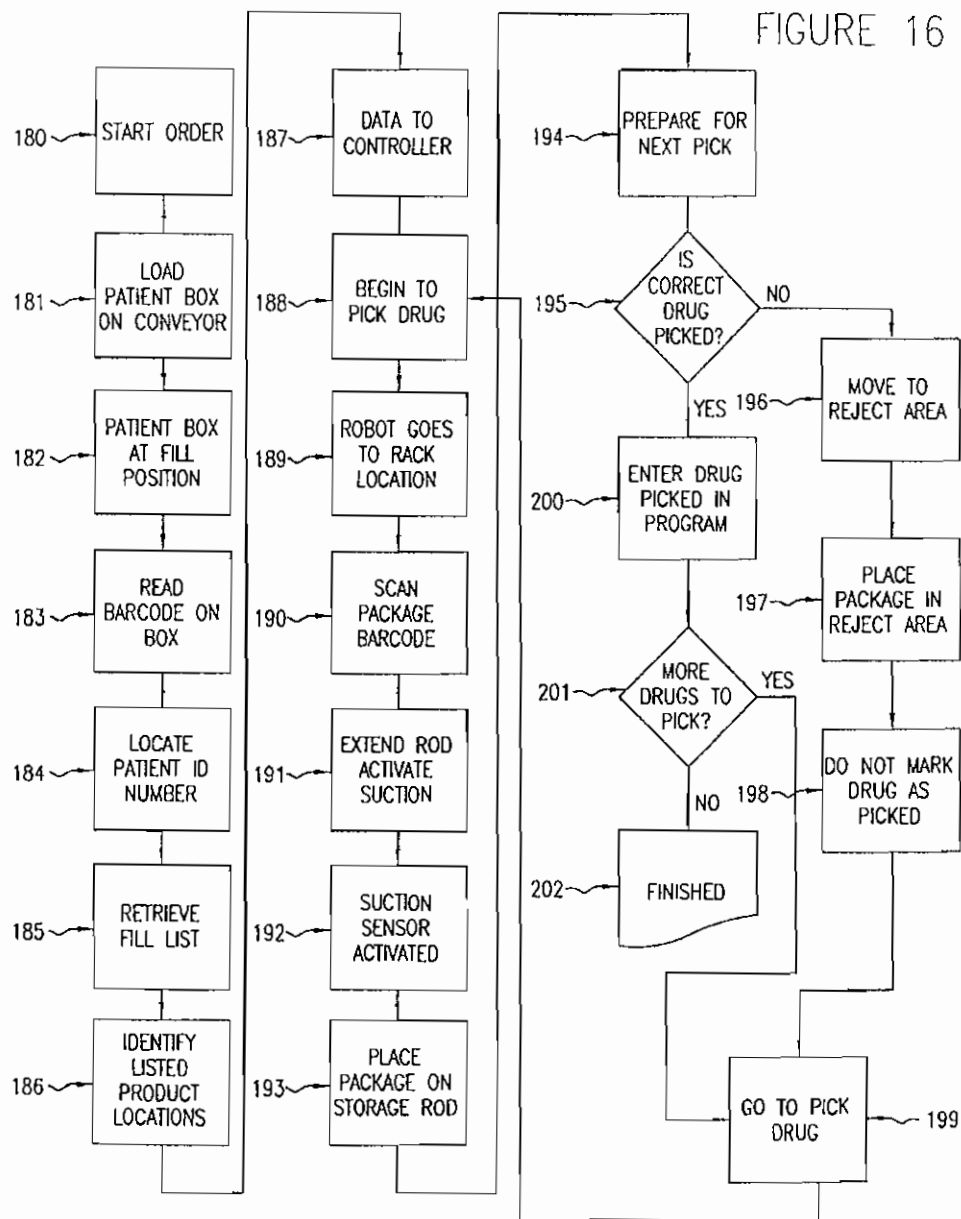 FIGURE 16
180
START ORDER
181
LOAD
PATIENT BOX
ON CONVEYOR
182
PATIENT BOX
AT FILL
POSITION
183
READ
BARCODE ON
BOX
184
LOCATE
PATIENT ID
NUMBER
185
RETRIEVE
FILL LIST
186
IDENTIFY
LISTED
PRODUCT
LOCATIONS
187
DATA TO
CONTROLLER
188
BEGIN TO
PICK DRUG
189
ROBOT GOES
TO RACK
LOCATION
190
SCAN
PACKAGE
BARCODE
191
EXTEND ROD
ACTIVATE
SUCTION
192
SUCTION
SENSOR
ACTIVATED
193
PLACE
PACKAGE ON
STORAGE ROD
194
PREPARE FOR
NEXT PICK
195
IS
CORRECT
DRUG
PICKED?
NO
YES
196
MOVE TO
REJECT AREA
197
PLACE
PACKAGE IN
REJECT AREA
198
DO NOT MARK
DRUG AS
PICKED
200
ENTER DRUG
PICKED IN
PROGRAM
201
MORE
DRUGS TO
PICK?
YES
NO
202
FINISHED
GO TO PICK
DRUG
199